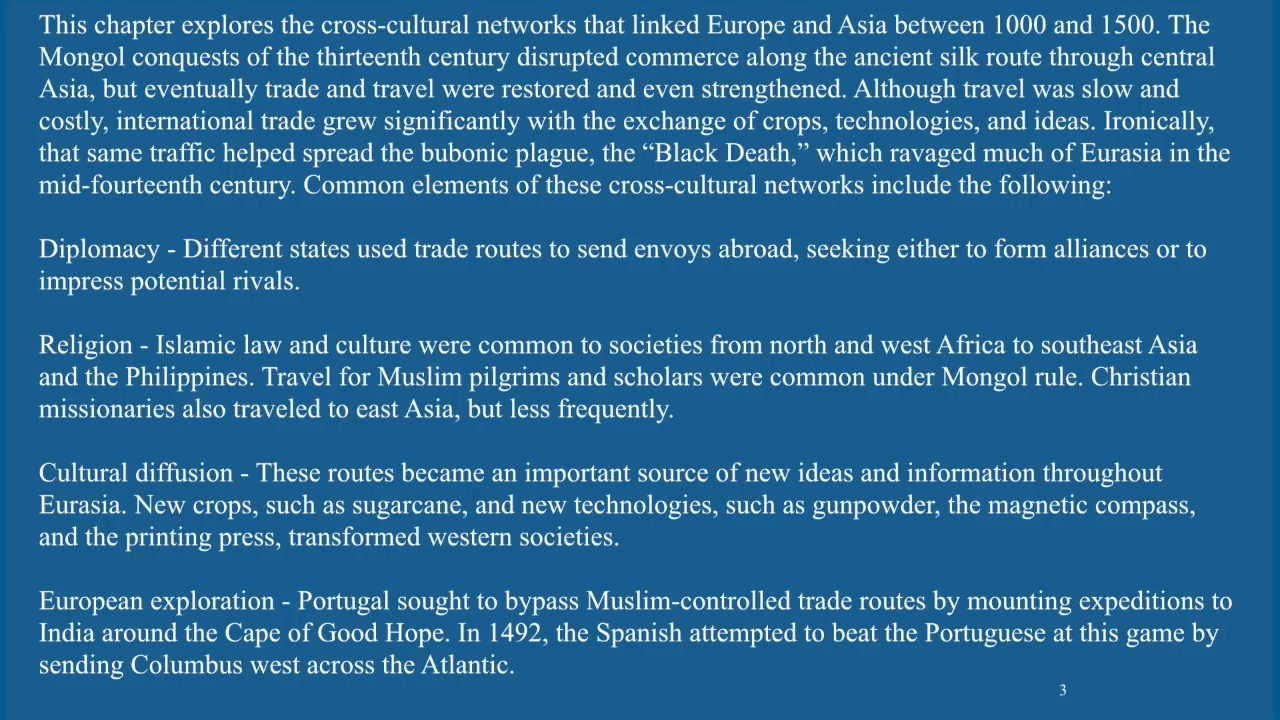 This chapter explores the cross-cultural networks that linked Europe and Asia between 1000 and 1500. The
Mongol conquests of the thirteenth century disrupted commerce along the ancient silk route through central
Asia, but eventually trade and travel were restored and even strengthened. Although travel was slow and
costly, international trade grew significantly with the exchange of crops, technologies, and ideas. Ironically,
that same traffic helped spread the bubonic plague, the “Black Death,” which ravaged much of Eurasia in the
mid-fourteenth century. Common elements of these cross-cultural networks include the following:
Diplomacy - Different states used trade routes to send envoys abroad, seeking either to form alliances or to
impress potential rivals.
Religion - Islamic law and culture were common to societies from north and west Africa to southeast Asia
and the Philippines. Travel for Muslim pilgrims and scholars were common under Mongol rule. Christian
missionaries also traveled to east Asia, but less frequently.
Cultural diffusion - These routes became an important source of new ideas and information throughout
Eurasia. New crops, such as sugarcane, and new technologies, such as gunpowder, the magnetic compass,
and the printing press, transformed western societies.
European exploration - Portugal sought to bypass Muslim-controlled trade routes by mounting expeditions to
India around the Cape of Good Hope. In 1492, the Spanish attempted to beat the Portuguese at this game by
sending Columbus west across the Atlantic.
3